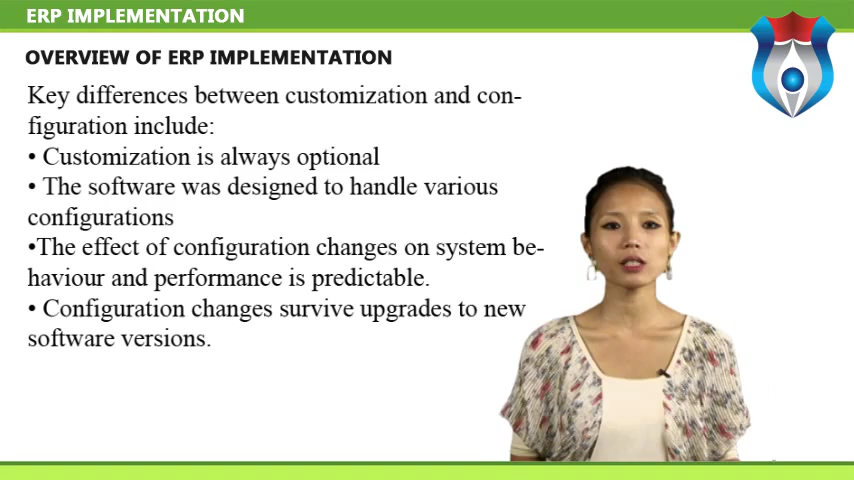 ERP IMPLEMENTATION
OVERVIEW OF ERP IMPLEMENTATION
Key differences between customization and con-
figuration include:
• Customization is always optional
• The software was designed to handle various
configurations
•The effect of configuration changes on system be-
haviour and performance is predictable.
• Configuration changes survive upgrades to new
software versions.